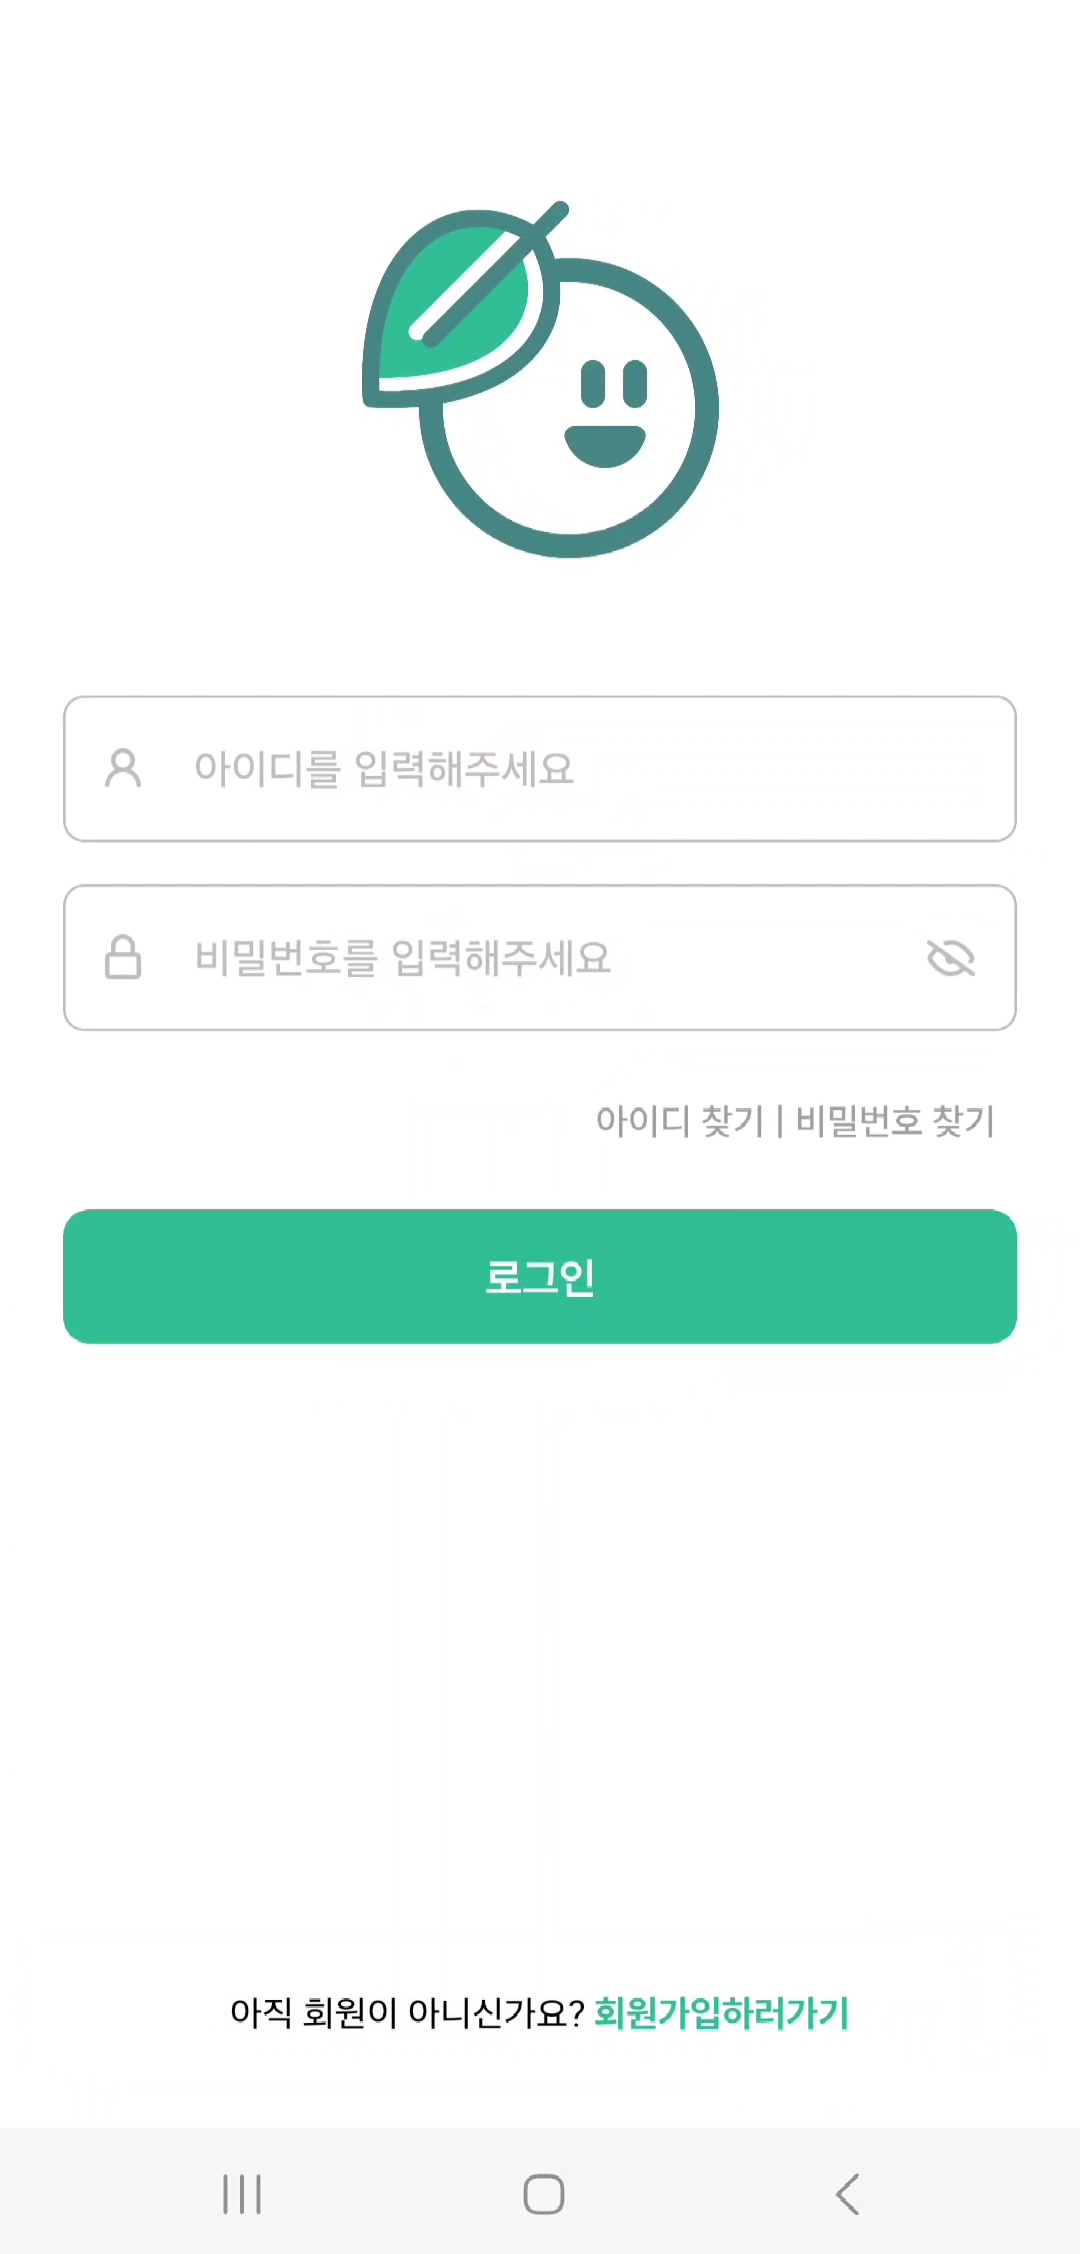 아이디를 입력해주세요
비밀번호를 입력해주세요
아이디 찾기 | 비밀번호 찾기
로그인
아직 회원이 아니신가요? 회원가입하러가기